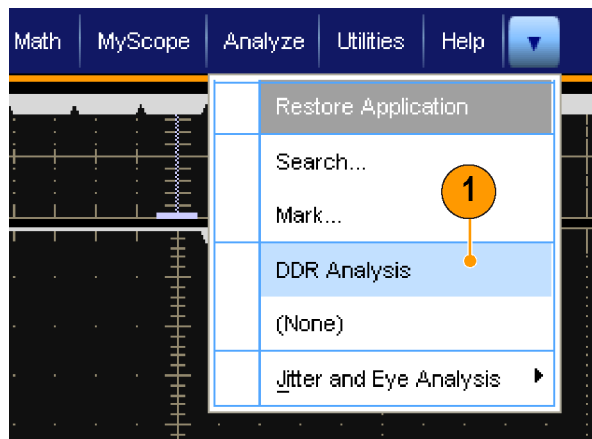 Math MyScope Analyze Utilities Help
Restore Application
Search...
1
Mark...
DDR Analysis
(None)
Jitter and Eye Analysis